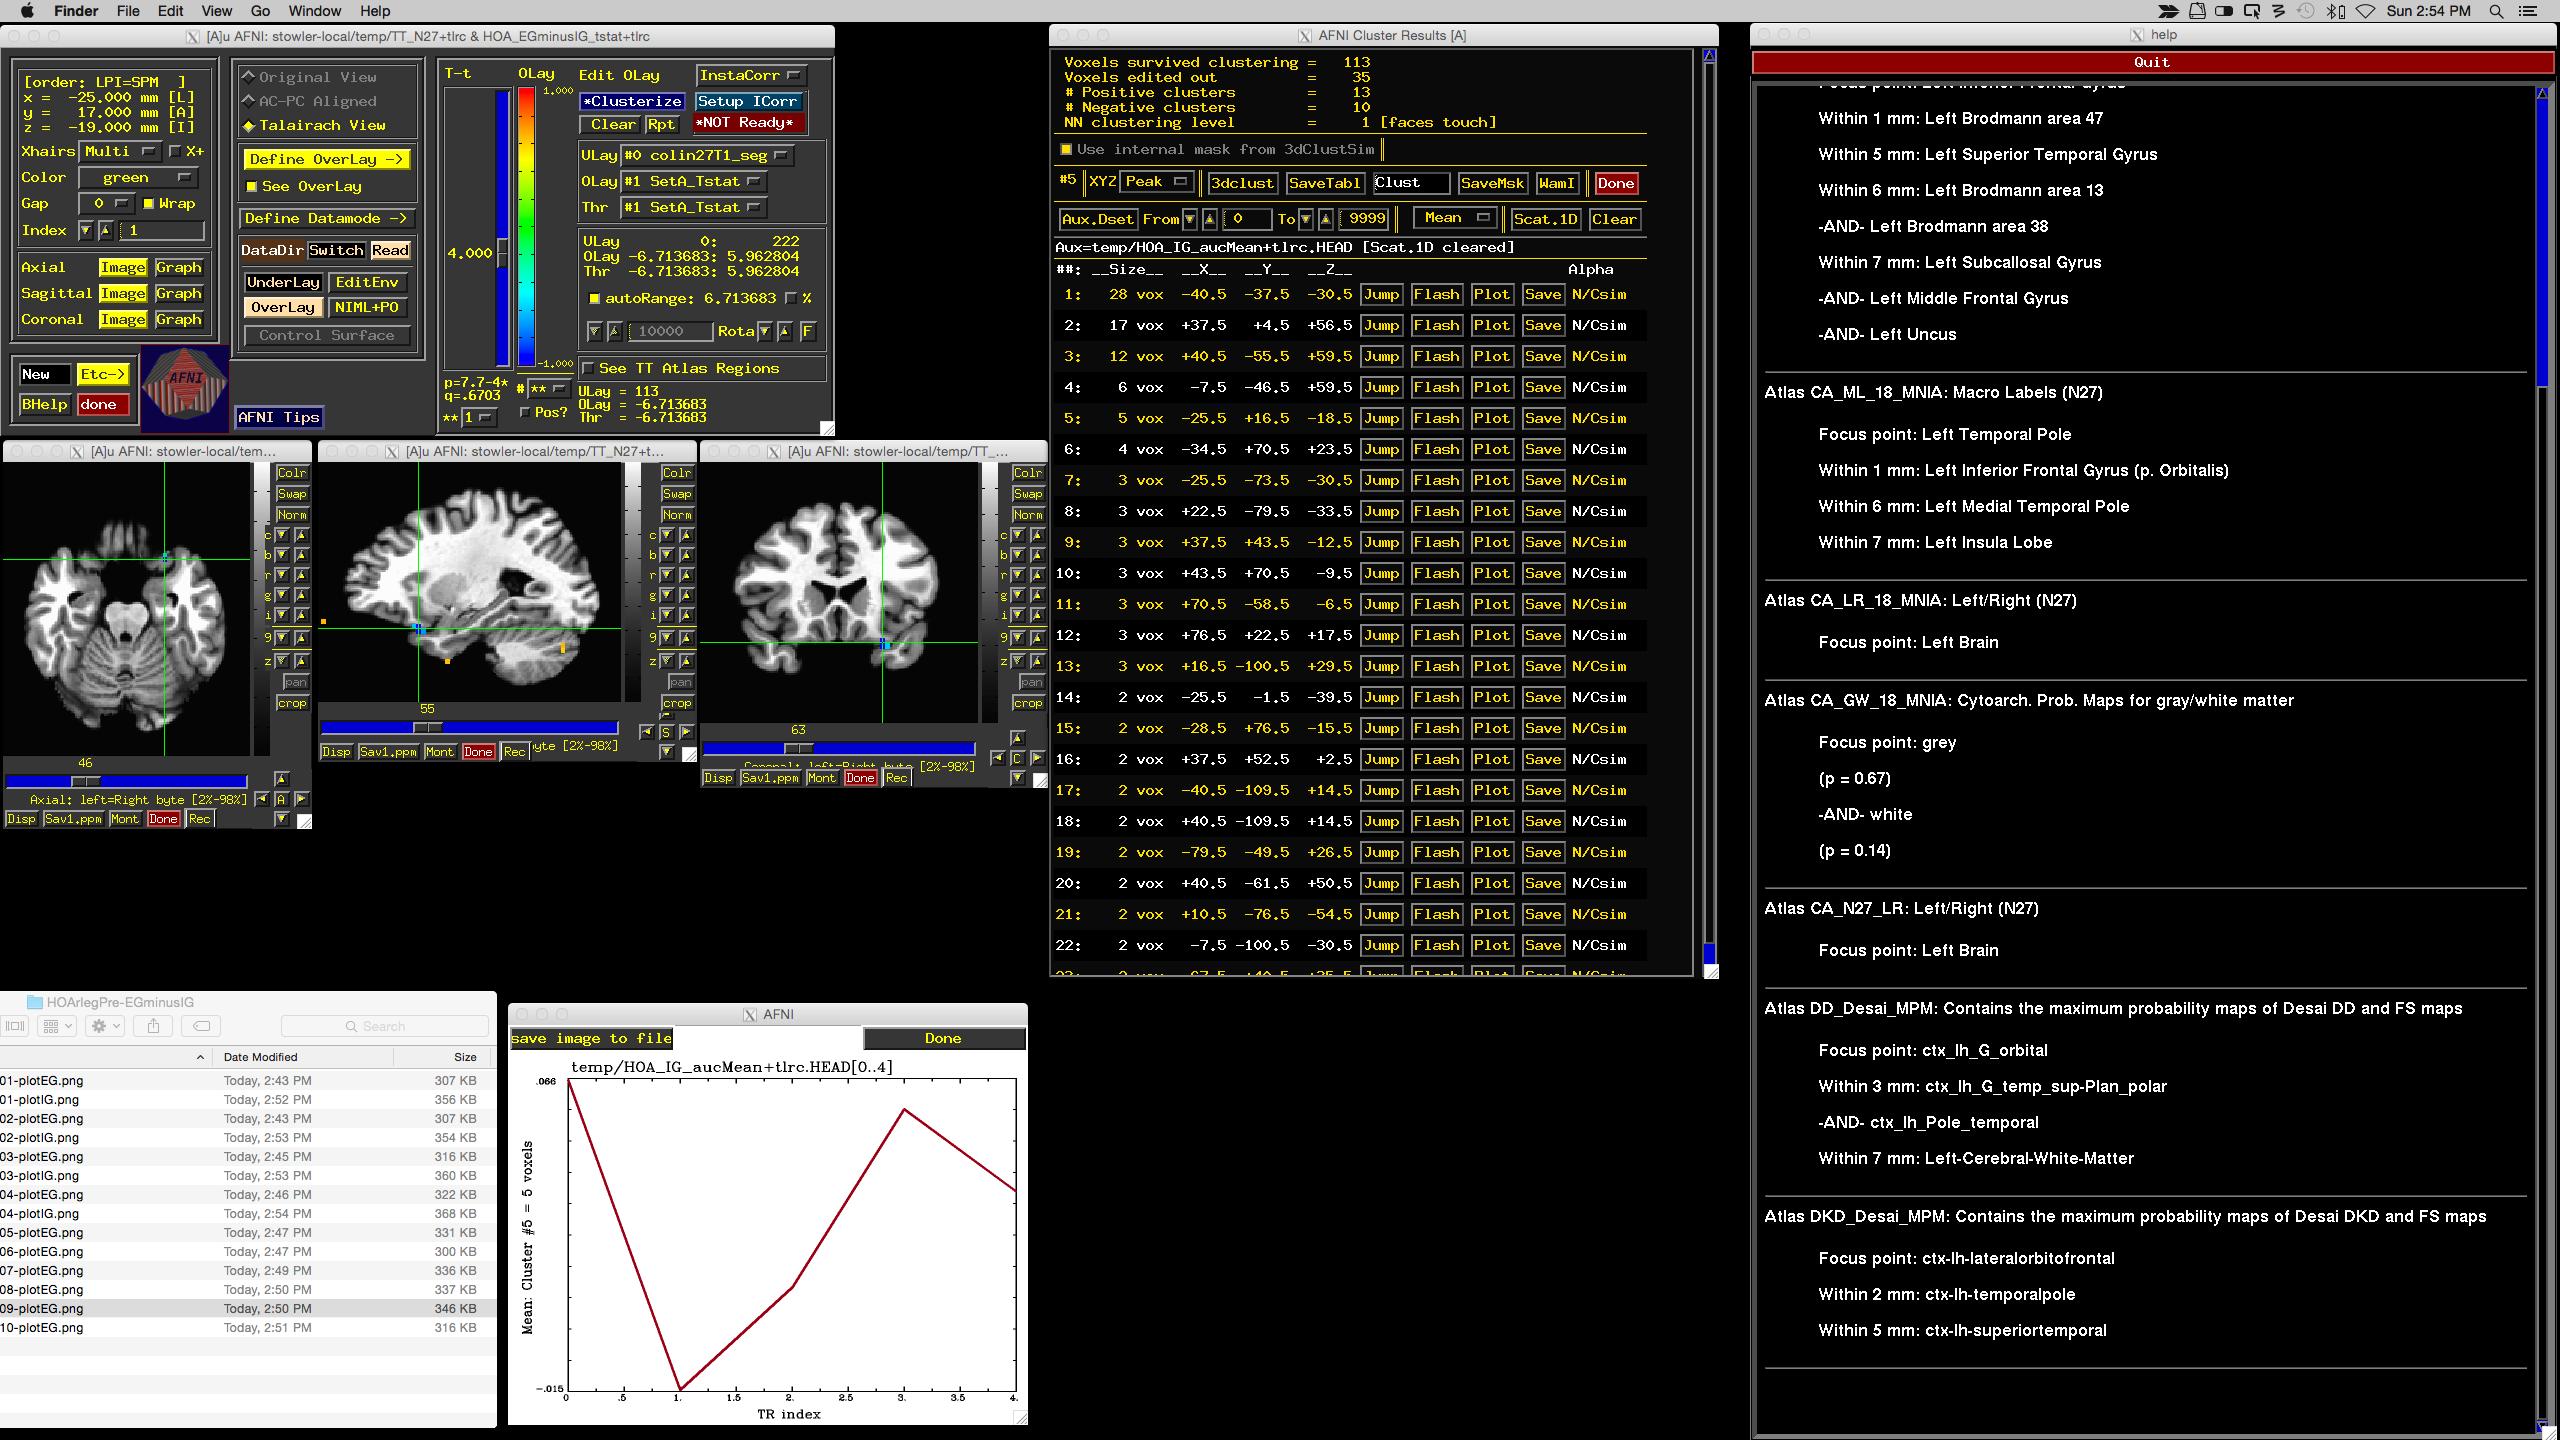 Finder File Edit View Go Window Help
Sun 2:54 PM
[A]u AFNI: stowler-local/temp/TT_N27+tlrc & HOA_EGminusIG_tstat+tlrc
[order: LPI=SPM ]
x = -25.000 mm [L]
y = 17.000 mm [A]
z = -19.000 mm [I]
Xhairs Multi X+
Color green
Gap 0 Wrap
Index 1
Axial Image Graph
Sagittal Image Graph
Coronal Image Graph
New Etc->
BHelp done
AFNI
AFNI Tips
Original View
AC-PC Aligned
Talairach View
Define OverLay ->
See OverLay
Define Datamode ->
DataDir Switch Read
UnderLay EditEnv
OverLay NIML+PO
Control Surface
T-t OLay Edit OLay InstaCorr
1.000
*Clusterize Setup ICorr
Clear Rpt *NOT Ready*
ULay #0 colin27T1_seg
OLay #1 SetA_Tstat
Thr #1 SetA_Tstat
4.000
ULay 0: 222
OLay -6.713683: 5.962804
Thr -6.713683: 5.962804
autoRange: 6.713683 %
10000 Rota F
-1.000
See TT Atlas Regions
p=7.7-4*
q=.6703
# **
** 1
Pos?
ULay = 113
OLay = -6.713683
Thr = -6.713683
[A]u AFNI: stowler-local/tem...
Colr
Swap
Norm
c
b
r
g
i
9
z
pan
crop
46
Axial: left=Right byte [2%-98%] A
Disp Sav1.ppm Mont Done Rec
[A]u AFNI: stowler-local/temp/TT_N27+t...
Colr
Swap
Norm
c
b
r
g
i
9
z
pan
crop
55
yte [2%-98%] S
Disp Sav1.ppm Mont Done Rec
[A]u AFNI: stowler-local/temp/TT_...
Colr
Swap
Norm
c
b
r
g
i
9
z
pan
crop
63
Coronal: left=Right byte [2%-98%] C
Disp Sav1.ppm Mont Done Rec
HOArlegPre-EGminusIG
Search
Date Modified Size
01-plotEG.png Today, 2:43 PM 307 KB
01-plotIG.png Today, 2:52 PM 356 KB
02-plotEG.png Today, 2:43 PM 307 KB
02-plotIG.png Today, 2:53 PM 354 KB
03-plotEG.png Today, 2:45 PM 316 KB
03-plotIG.png Today, 2:53 PM 360 KB
04-plotEG.png Today, 2:46 PM 322 KB
04-plotIG.png Today, 2:54 PM 368 KB
05-plotEG.png Today, 2:47 PM 331 KB
06-plotEG.png Today, 2:47 PM 300 KB
07-plotEG.png Today, 2:49 PM 336 KB
08-plotEG.png Today, 2:50 PM 337 KB
09-plotEG.png Today, 2:50 PM 346 KB
10-plotEG.png Today, 2:51 PM 316 KB
AFNI
save image to file Done
temp/HOA_IG_aucMean+tlrc.HEAD[0..4]
.066
Mean: Cluster #5 = 5 voxels
-.015
0 .5 1. 1.5 2. 2.5 3. 3.5 4.
TR index
AFNI Cluster Results [A]
Voxels survived clustering = 113
Voxels edited out = 35
# Positive clusters = 13
# Negative clusters = 10
NN clustering level = 1 [faces touch]
Use internal mask from 3dClustSim
#5 XYZ Peak 3dclust SaveTabl Clust SaveMsk WamI Done
Aux.Dset From 0 To 9999 Mean Scat.1D Clear
Aux=temp/HOA_IG_aucMean+tlrc.HEAD [Scat.1D cleared]
##: __Size__ __X__ __Y__ __Z__ Alpha
1: 28 vox -40.5 -37.5 -30.5 Jump Flash Plot Save N/Csim
2: 17 vox +37.5 +4.5 +56.5 Jump Flash Plot Save N/Csim
3: 12 vox +40.5 -55.5 +59.5 Jump Flash Plot Save N/Csim
4: 6 vox -7.5 -46.5 +59.5 Jump Flash Plot Save N/Csim
5: 5 vox -25.5 +16.5 -18.5 Jump Flash Plot Save N/Csim
6: 4 vox -34.5 +70.5 +23.5 Jump Flash Plot Save N/Csim
7: 3 vox -25.5 -73.5 -30.5 Jump Flash Plot Save N/Csim
8: 3 vox +22.5 -79.5 -33.5 Jump Flash Plot Save N/Csim
9: 3 vox +37.5 +43.5 -12.5 Jump Flash Plot Save N/Csim
10: 3 vox +43.5 +70.5 -9.5 Jump Flash Plot Save N/Csim
11: 3 vox +70.5 -58.5 -6.5 Jump Flash Plot Save N/Csim
12: 3 vox +76.5 +22.5 +17.5 Jump Flash Plot Save N/Csim
13: 3 vox +16.5 -100.5 +29.5 Jump Flash Plot Save N/Csim
14: 2 vox -25.5 -1.5 -39.5 Jump Flash Plot Save N/Csim
15: 2 vox -28.5 +76.5 -15.5 Jump Flash Plot Save N/Csim
16: 2 vox +37.5 +52.5 +2.5 Jump Flash Plot Save N/Csim
17: 2 vox -40.5 -109.5 +14.5 Jump Flash Plot Save N/Csim
18: 2 vox +40.5 -109.5 +14.5 Jump Flash Plot Save N/Csim
19: 2 vox -79.5 -49.5 +26.5 Jump Flash Plot Save N/Csim
20: 2 vox +40.5 -61.5 +50.5 Jump Flash Plot Save N/Csim
21: 2 vox +10.5 -76.5 -54.5 Jump Flash Plot Save N/Csim
22: 2 vox -7.5 -100.5 -30.5 Jump Flash Plot Save N/Csim
help
Quit
Focus point: Left Inferior Frontal Gyrus
Within 1 mm: Left Brodmann area 47
Within 5 mm: Left Superior Temporal Gyrus
Within 6 mm: Left Brodmann area 13
-AND- Left Brodmann area 38
Within 7 mm: Left Subcallosal Gyrus
-AND- Left Middle Frontal Gyrus
-AND- Left Uncus
Atlas CA_ML_18_MNIA: Macro Labels (N27)
Focus point: Left Temporal Pole
Within 1 mm: Left Inferior Frontal Gyrus (p. Orbitalis)
Within 6 mm: Left Medial Temporal Pole
Within 7 mm: Left Insula Lobe
Atlas CA_LR_18_MNIA: Left/Right (N27)
Focus point: Left Brain
Atlas CA_GW_18_MNIA: Cytoarch. Prob. Maps for gray/white matter
Focus point: grey
(p = 0.67)
-AND- white
(p = 0.14)
Atlas CA_N27_LR: Left/Right (N27)
Focus point: Left Brain
Atlas DD_Desai_MPM: Contains the maximum probability maps of Desai DD and FS maps
Focus point: ctx_lh_G_orbital
Within 3 mm: ctx_lh_G_temp_sup-Plan_polar
-AND- ctx_lh_Pole_temporal
Within 7 mm: Left-Cerebral-White-Matter
Atlas DKD_Desai_MPM: Contains the maximum probability maps of Desai DKD and FS maps
Focus point: ctx-lh-lateralorbitofrontal
Within 2 mm: ctx-lh-temporalpole
Within 5 mm: ctx-lh-superiortemporal